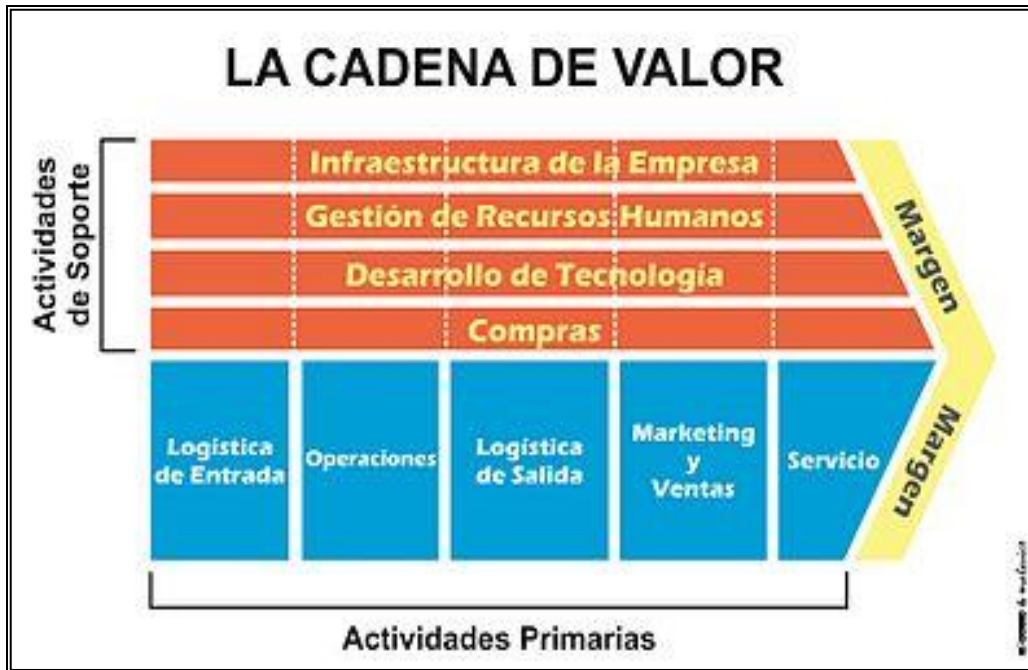 LA CADENA DE VALOR
Actividades
de Soporte
Infraestructura de la Empresa
Gestión de Recursos Humanos
Desarrollo de Tecnología
Compras
Margen
Logística
de Entrada
Operaciones
Logística
de Salida
Marketing
y
Ventas
Servicio
Margen
Actividades Primarias